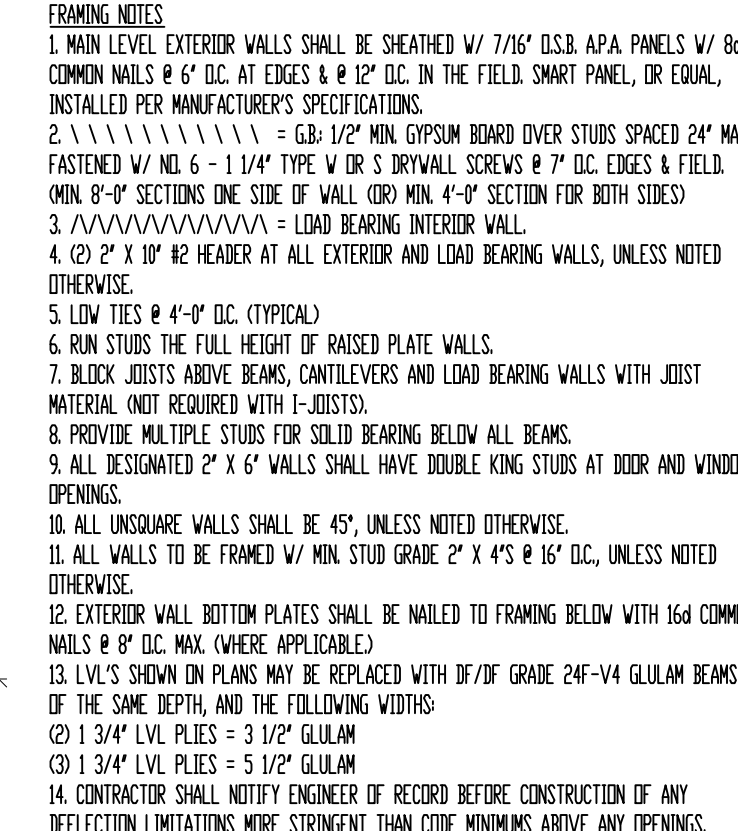 FRAMING NOTES
1. MAIN LEVEL EXTERIOR WALLS SHALL BE SHEATHED W/ 7/16" O.S.B. A.P.A. PANELS W/ 8d
COMMON NAILS @ 6" O.C. AT EDGES & @ 12" O.C. IN THE FIELD. SMART PANEL, OR EQUAL,
INSTALLED PER MANUFACTURER'S SPECIFICATIONS.
2. \ \ \ \ \ \ \ \ \ \ \ = G.B.: 1/2" MIN. GYPSUM BOARD OVER STUDS SPACED 24" MA
FASTENED W/ NO. 6 - 1 1/4" TYPE W OR S DRYWALL SCREWS @ 7" O.C. EDGES & FIELD.
(MIN. 8'-0" SECTIONS ONE SIDE OF WALL (OR) MIN. 4'-0" SECTION FOR BOTH SIDES)
3. /\/\/\/\/\/\/\/\/\/\/\ = LOAD BEARING INTERIOR WALL.
4. (2) 2" X 10" #2 HEADER AT ALL EXTERIOR AND LOAD BEARING WALLS, UNLESS NOTED
OTHERWISE.
5. LOW TIES @ 4'-0" O.C. (TYPICAL)
6. RUN STUDS THE FULL HEIGHT OF RAISED PLATE WALLS.
7. BLOCK JOISTS ABOVE BEAMS, CANTILEVERS AND LOAD BEARING WALLS WITH JOIST
MATERIAL (NOT REQUIRED WITH I-JOISTS).
8. PROVIDE MULTIPLE STUDS FOR SOLID BEARING BELOW ALL BEAMS.
9. ALL DESIGNATED 2" X 6" WALLS SHALL HAVE DOUBLE KING STUDS AT DOOR AND WINDO
OPENINGS.
10. ALL UNSQUARE WALLS SHALL BE 45°, UNLESS NOTED OTHERWISE.
11. ALL WALLS TO BE FRAMED W/ MIN. STUD GRADE 2" X 4"S @ 16" O.C., UNLESS NOTED
OTHERWISE.
12. EXTERIOR WALL BOTTOM PLATES SHALL BE NAILED TO FRAMING BELOW WITH 16d COMM
NAILS @ 8" O.C. MAX. (WHERE APPLICABLE.)
13. LVL'S SHOWN ON PLANS MAY BE REPLACED WITH DF/DF GRADE 24F-V4 GLULAM BEAMS
OF THE SAME DEPTH, AND THE FOLLOWING WIDTHS:
(2) 1 3/4" LVL PLIES = 3 1/2" GLULAM
(3) 1 3/4" LVL PLIES = 5 1/2" GLULAM
14. CONTRACTOR SHALL NOTIFY ENGINEER OF RECORD BEFORE CONSTRUCTION OF ANY
DEFLECTION LIMITATIONS MORE STRINGENT THAN CODE MINIMUMS ABOVE ANY OPENINGS.